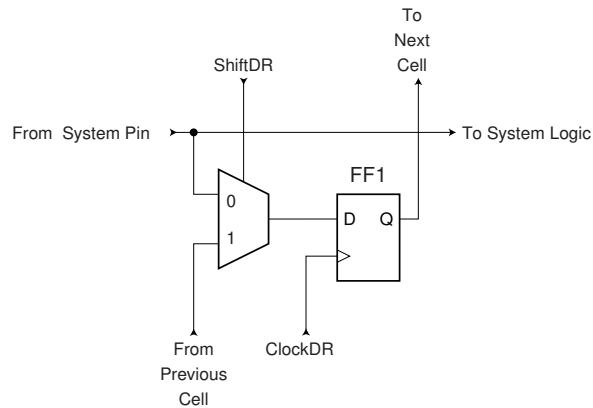 To
Next
Cell
ShiftDR
From System Pin
To System Logic
FF1
0
D Q
1
From
Previous
Cell
ClockDR